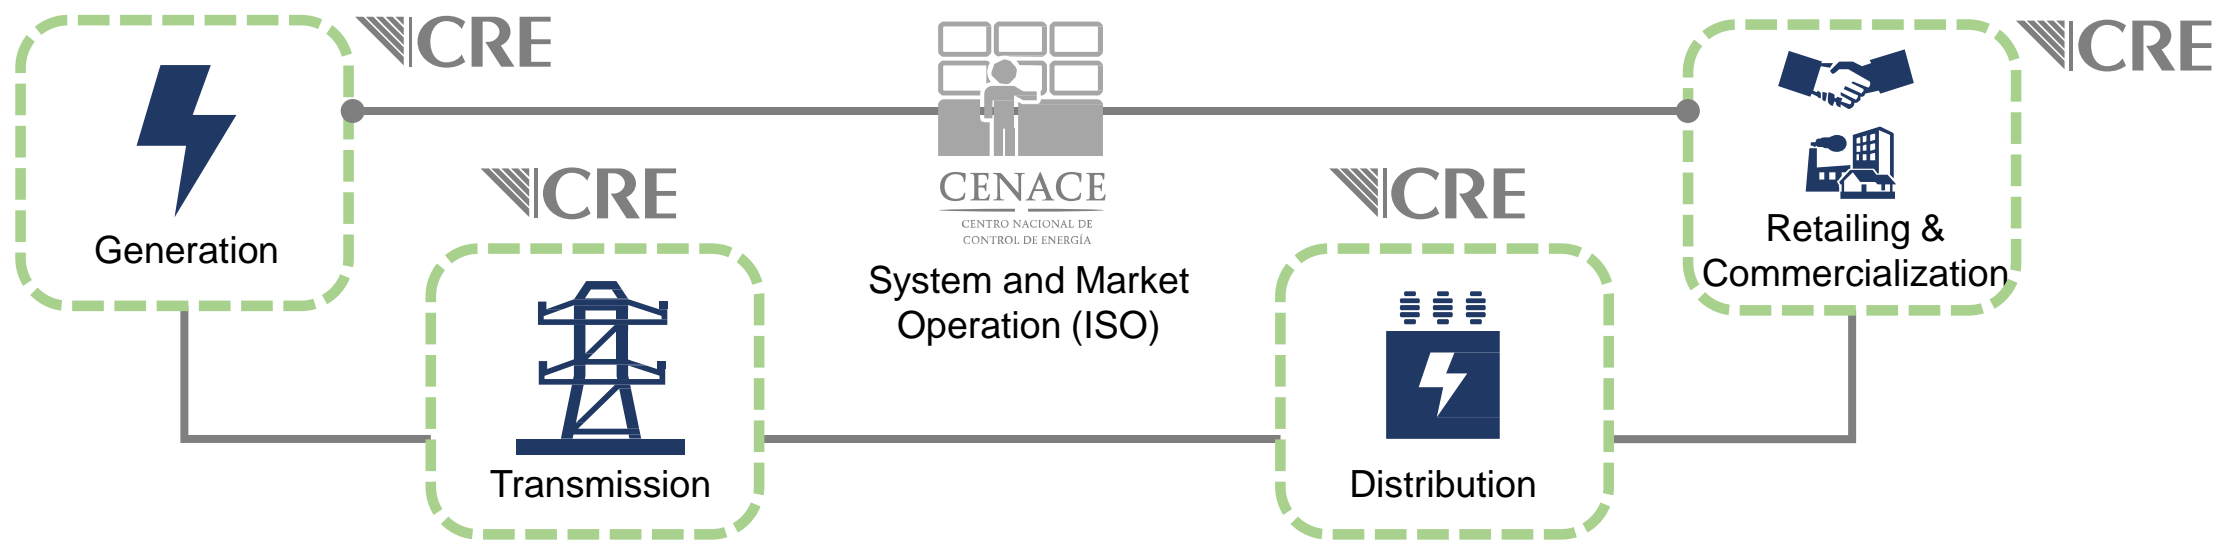 CRE
Generation
CRE
Transmission
CENACE
CENTRO NACIONAL DE
CONTROL DE ENERGÍA
System and Market
Operation (ISO)
CRE
Distribution
CRE
Retailing &
Commercialization